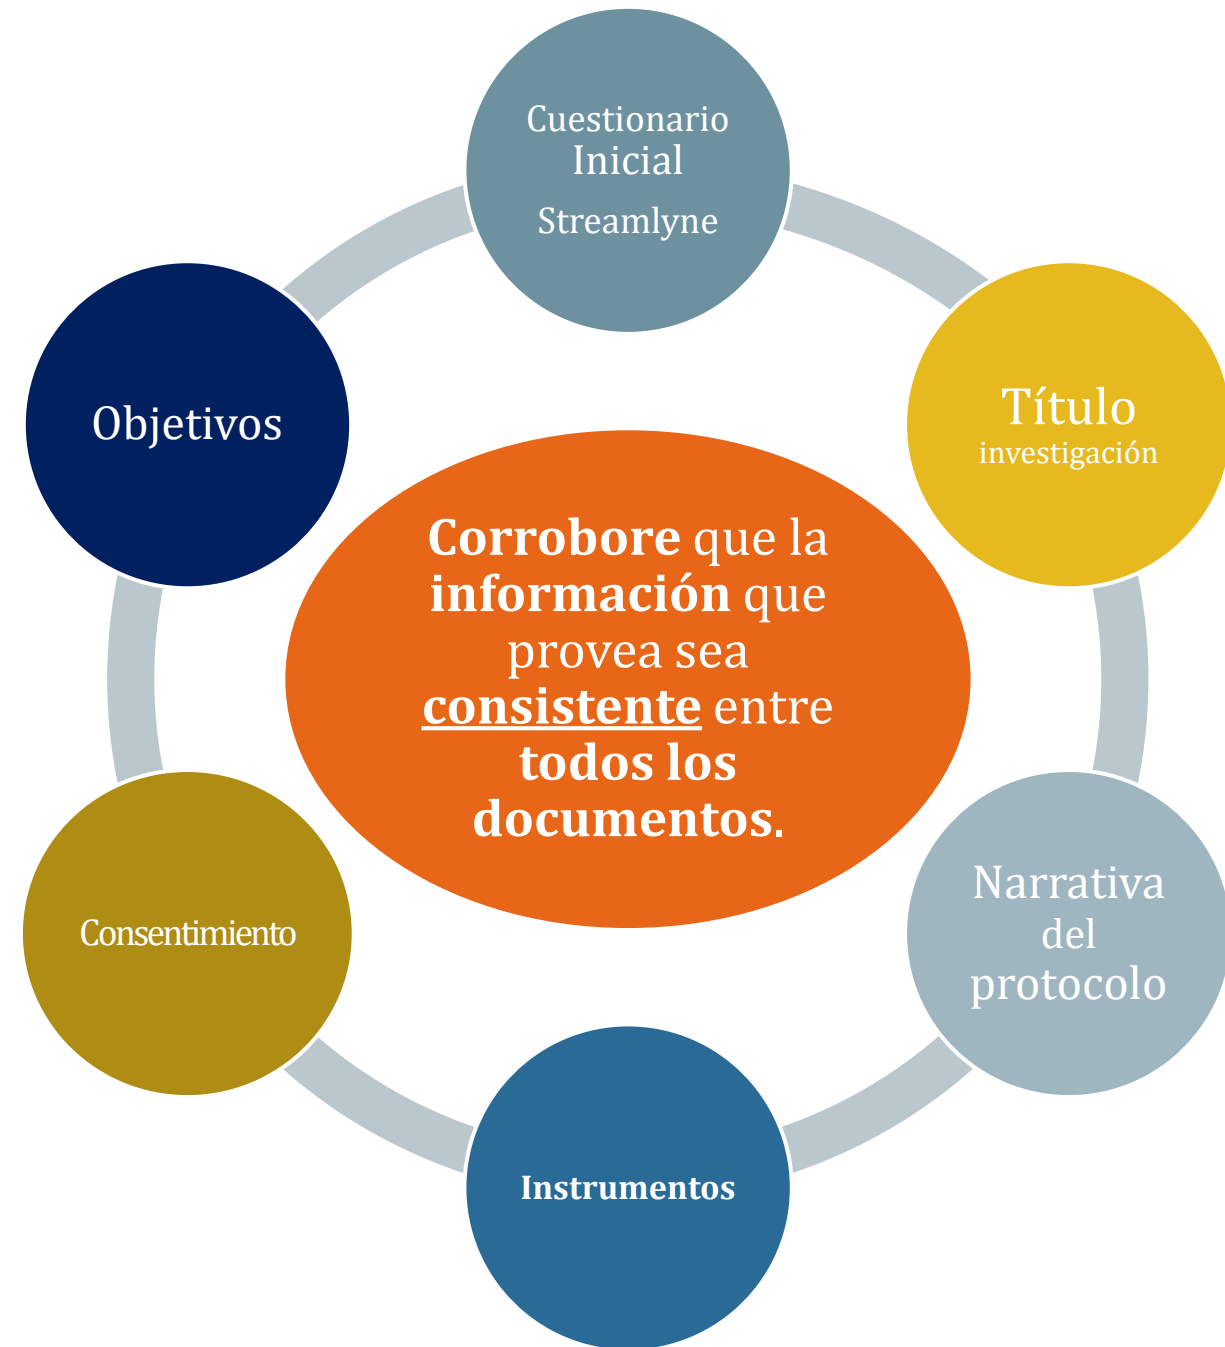 Cuestionario
Inicial
Streamlyne
Título
investigación
Objetivos
Corrobore que la
información que
provea sea
consistente entre
todos los
documentos.
Narrativa
del
protocolo
Consentimiento
Instrumentos